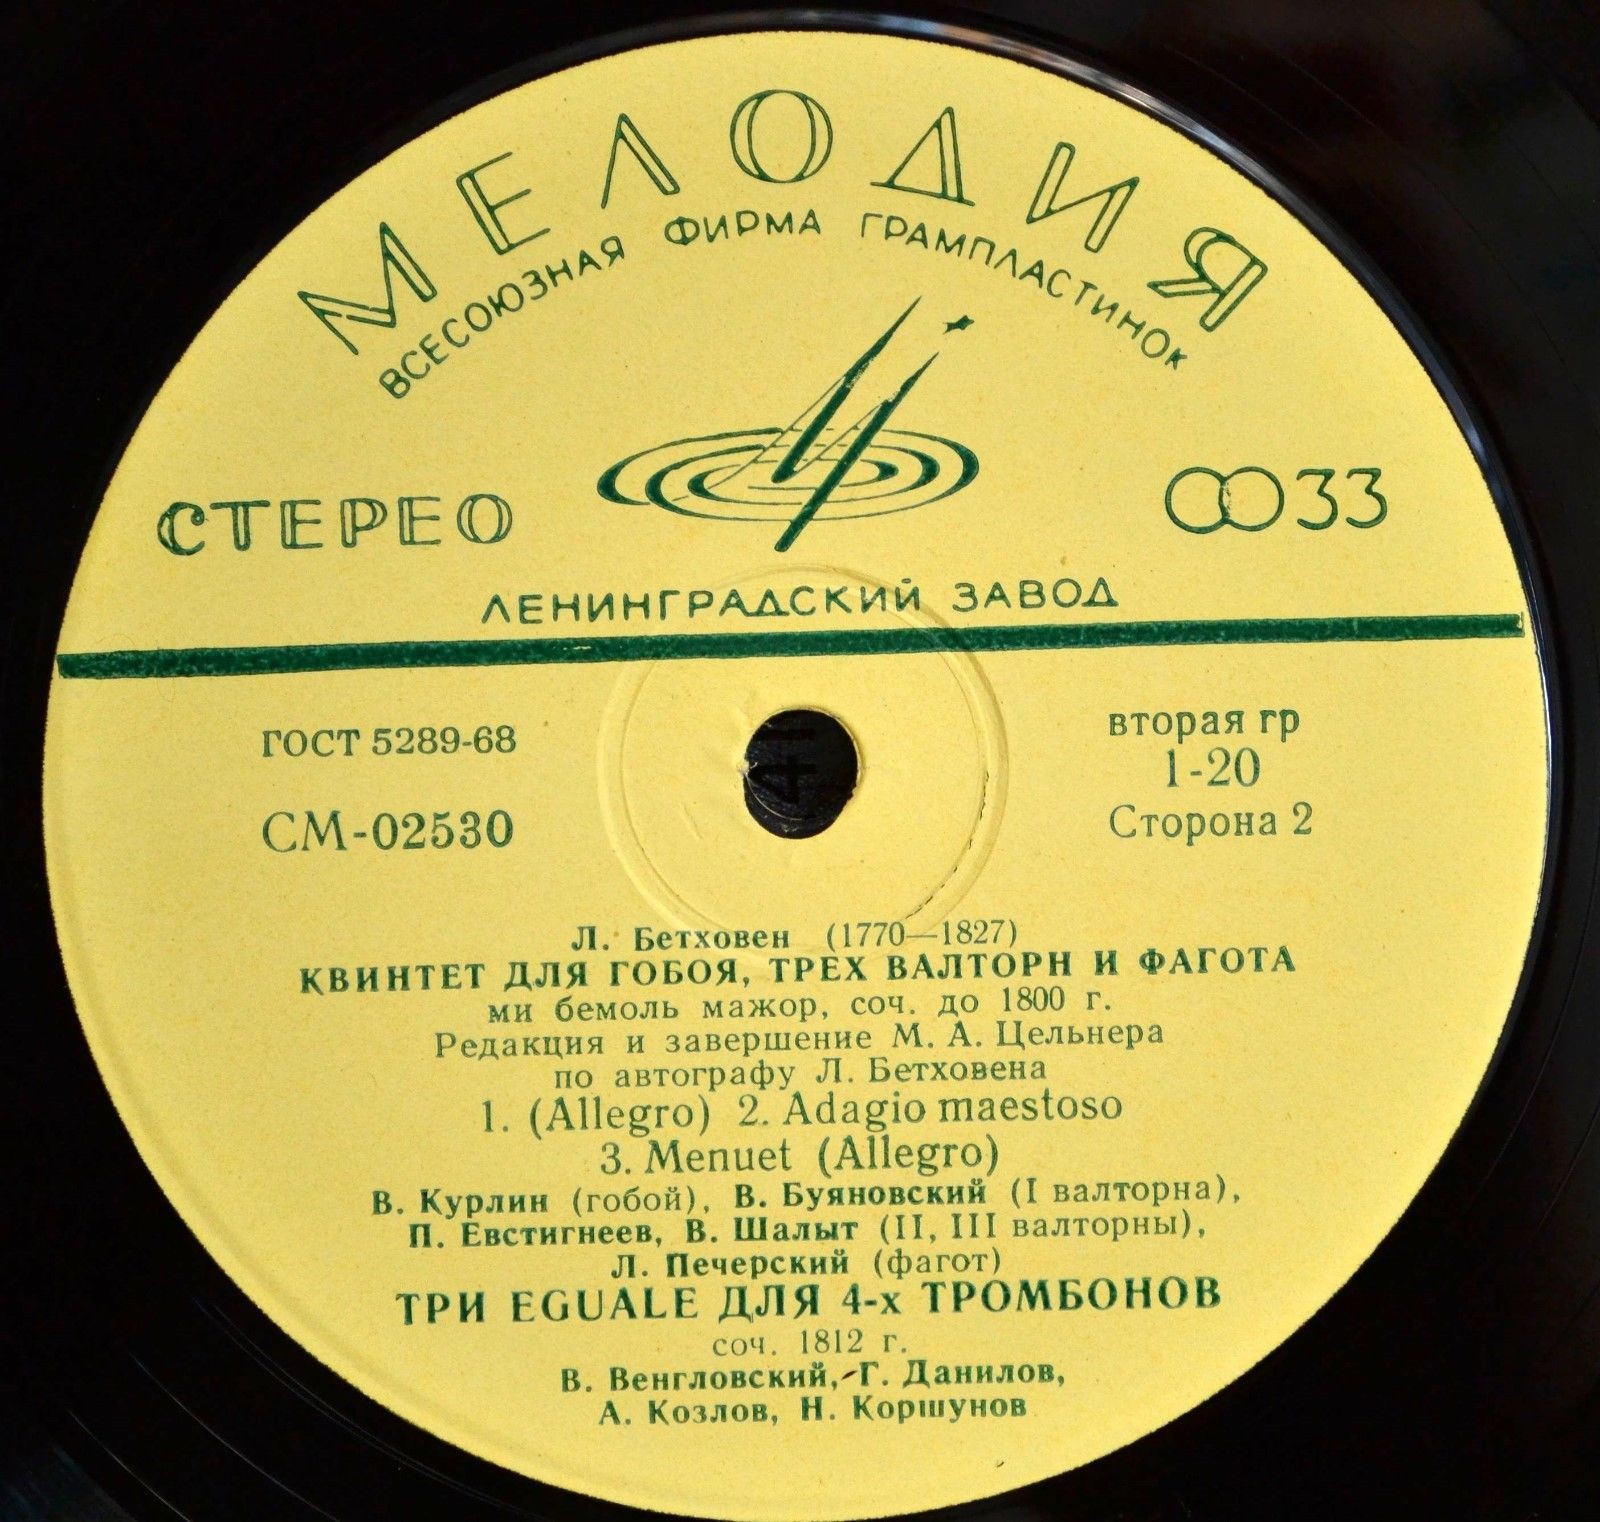 МЕЛОДИЯ
ВСЕСОЮЗНАЯ ФИРМА ГРАМПЛАСТИНОК
СТЕРЕО
33
ЛЕНИНГРАДСКИЙ ЗАВОД
ГОСТ 5289-68
вторая гр
1-20
СМ-02530
Сторона 2
Л. Бетховен (1770—1827)
КВИНТЕТ ДЛЯ ГОБОЯ, ТРЕХ ВАЛТОРН И ФАГОТА
ми бемоль мажор, соч. до 1800 г.
Редакция и завершение М. А. Цельнера
по автографу Л. Бетховена
1. (Allegro) 2. Adagio maestoso
3. Menuet (Allegro)
В. Курлин (гобой), В. Буяновский (I валторна),
П. Евстигнеев, В. Шалыт (II, III валторны),
Л. Печерский (фагот)
ТРИ EGUALE ДЛЯ 4-х ТРОМБОНОВ
соч. 1812 г.
В. Венгловский, Г. Данилов,
А. Козлов, Н. Коршунов